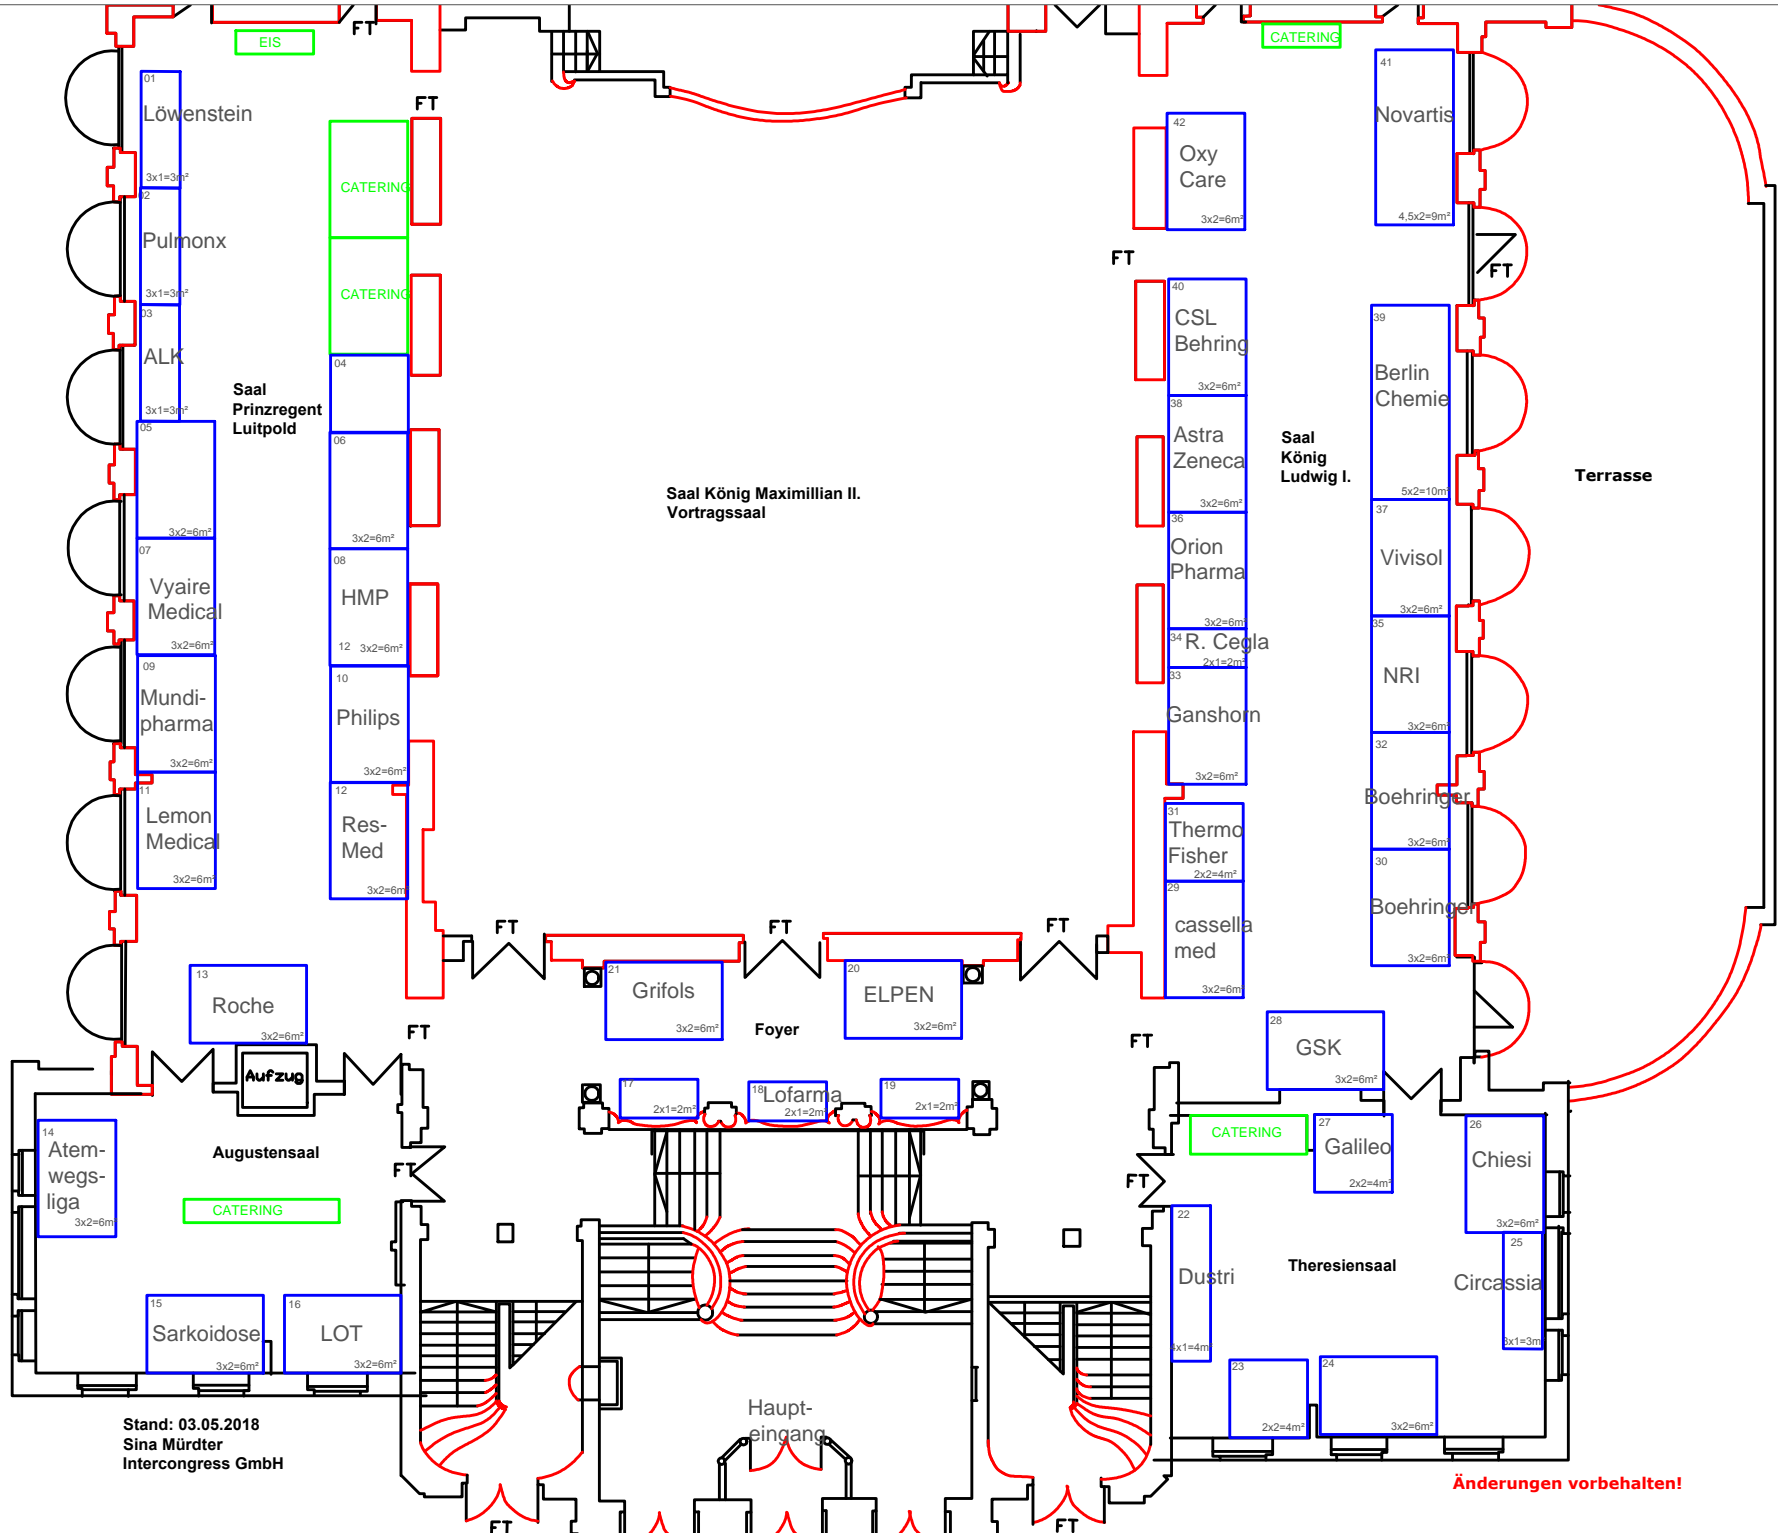 FT
EIS
CATERING
01
Löwenstein
3x1=3m²
02
Pulmonx
3x1=3m²
03
ALK
3x1=3m²
FT
CATERING
CATERING
04
Saal
Prinzregent
Luitpold
05
3x2=6m²
06
3x2=6m²
07
Vyaire
Medical
3x2=6m²
08
HMP
12 3x2=6m²
09
Mundi-
pharma
3x2=6m²
10
Philips
3x2=6m²
11
Lemon
Medical
3x2=6m²
12
Res-
Med
3x2=6m²
13
Roche
3x2=6m²
Aufzug
FT
Saal König Maximillian II.
Vortragssaal
41
Novartis
4,5x2=9m²
42
Oxy
Care
3x2=6m²
FT
FT
40
CSL
Behring
3x2=6m²
39
Berlin
Chemie
5x2=10m²
38
Astra
Zeneca
3x2=6m²
Saal
König
Ludwig I.
Terrasse
37
Vivisol
3x2=6m²
36
Orion
Pharma
3x2=6m²
35
NRI
3x2=6m²
34
R. Cegla
2x1=2m²
33
Ganshorn
3x2=6m²
32
Boehringer
3x2=6m²
31
Thermo
Fisher
2x2=4m²
30
Boehringer
3x2=6m²
29
cassella
med
3x2=6m²
FT
FT
FT
21
Grifols
3x2=6m²
20
ELPEN
3x2=6m²
Foyer
FT
28
GSK
3x2=6m²
17
2x1=2m²
18
Lofarma
2x1=2m²
19
2x1=2m²
14
Atem-
wegs-
liga
3x2=6m²
Augustensaal
FT
CATERING
15
Sarkoidose
3x2=6m²
16
LOT
3x2=6m²
CATERING
27
Galileo
2x2=4m²
26
Chiesi
3x2=6m²
FT
22
Dustri
4x1=4m²
Theresiensaal
25
Circassia
3x1=3m²
23
2x2=4m²
24
3x2=6m²
Haupt-
eingang
Stand: 03.05.2018
Sina Mürdter
Intercongress GmbH
Änderungen vorbehalten!
FT
FT